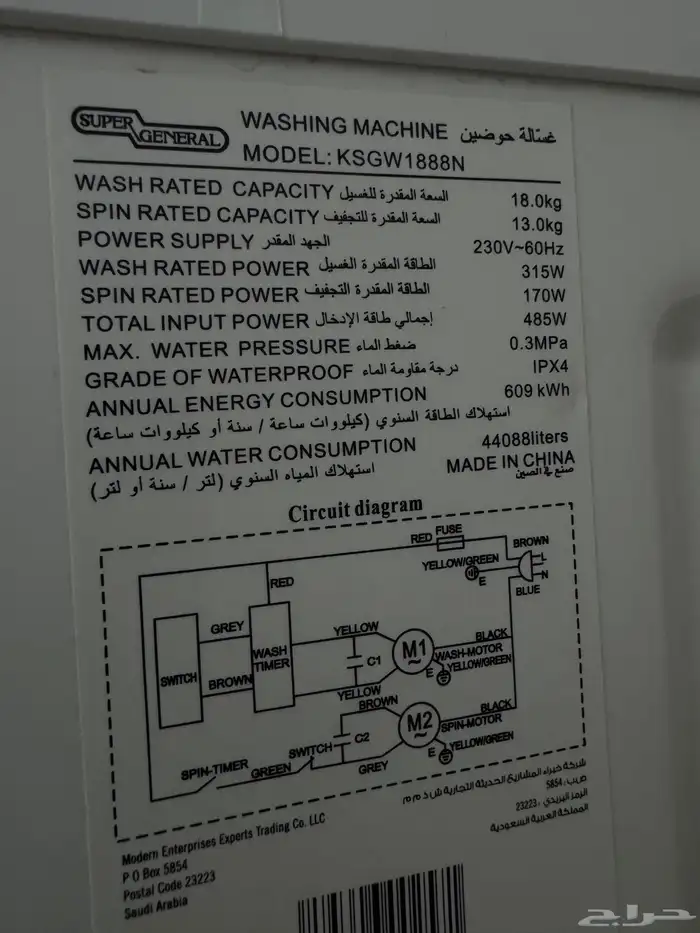 SUPER GENERAL
WASHING MACHINE غسالة حوضين
MODEL: KSGW1888N
WASH RATED CAPACITY السعة المقدرة للغسيل 18.0kg
SPIN RATED CAPACITY السعة المقدرة للتجفيف 13.0kg
POWER SUPPLY الجهد المقدر 230V~60Hz
WASH RATED POWER الطاقة المقدرة الغسيل 315W
SPIN RATED POWER الطاقة المقدرة التجفيف 170W
TOTAL INPUT POWER إجمالي طاقة الإدخال 485W
MAX. WATER PRESSURE ضغط الماء 0.3MPa
GRADE OF WATERPROOF درجة مقاومة الماء IPX4
ANNUAL ENERGY CONSUMPTION 609 kWh
استهلاك الطاقة السنوي (كيلووات ساعة / سنة أو كيلووات ساعة)
ANNUAL WATER CONSUMPTION 44088liters
استهلاك المياه السنوي (لتر / سنة أو لتر)
MADE IN CHINA
صنع في الصين
Circuit diagram
RED FUSE BROWN
L
YELLOW/GREEN
E N
BLUE
RED
GREY
YELLOW
BLACK
SWITCH
WASH TIMER
C1
M1
~
WASH-MOTOR
E YELLOW/GREEN
BROWN
YELLOW
BROWN
BLACK
M2
~
SPIN-MOTOR
C2
SWITCH
E YELLOW/GREEN
SPIN-TIMER
GREEN
GREY
Modern Enterprises Experts Trading Co. LLC
P O Box 5854
Postal Code 23223
Saudi Arabia
شركة خبراء المشاريع الحديثة التجارية ش ذ م م
ص.ب. 5854
الرمز البريدي، 23223
المملكة العربية السعودية
حراج